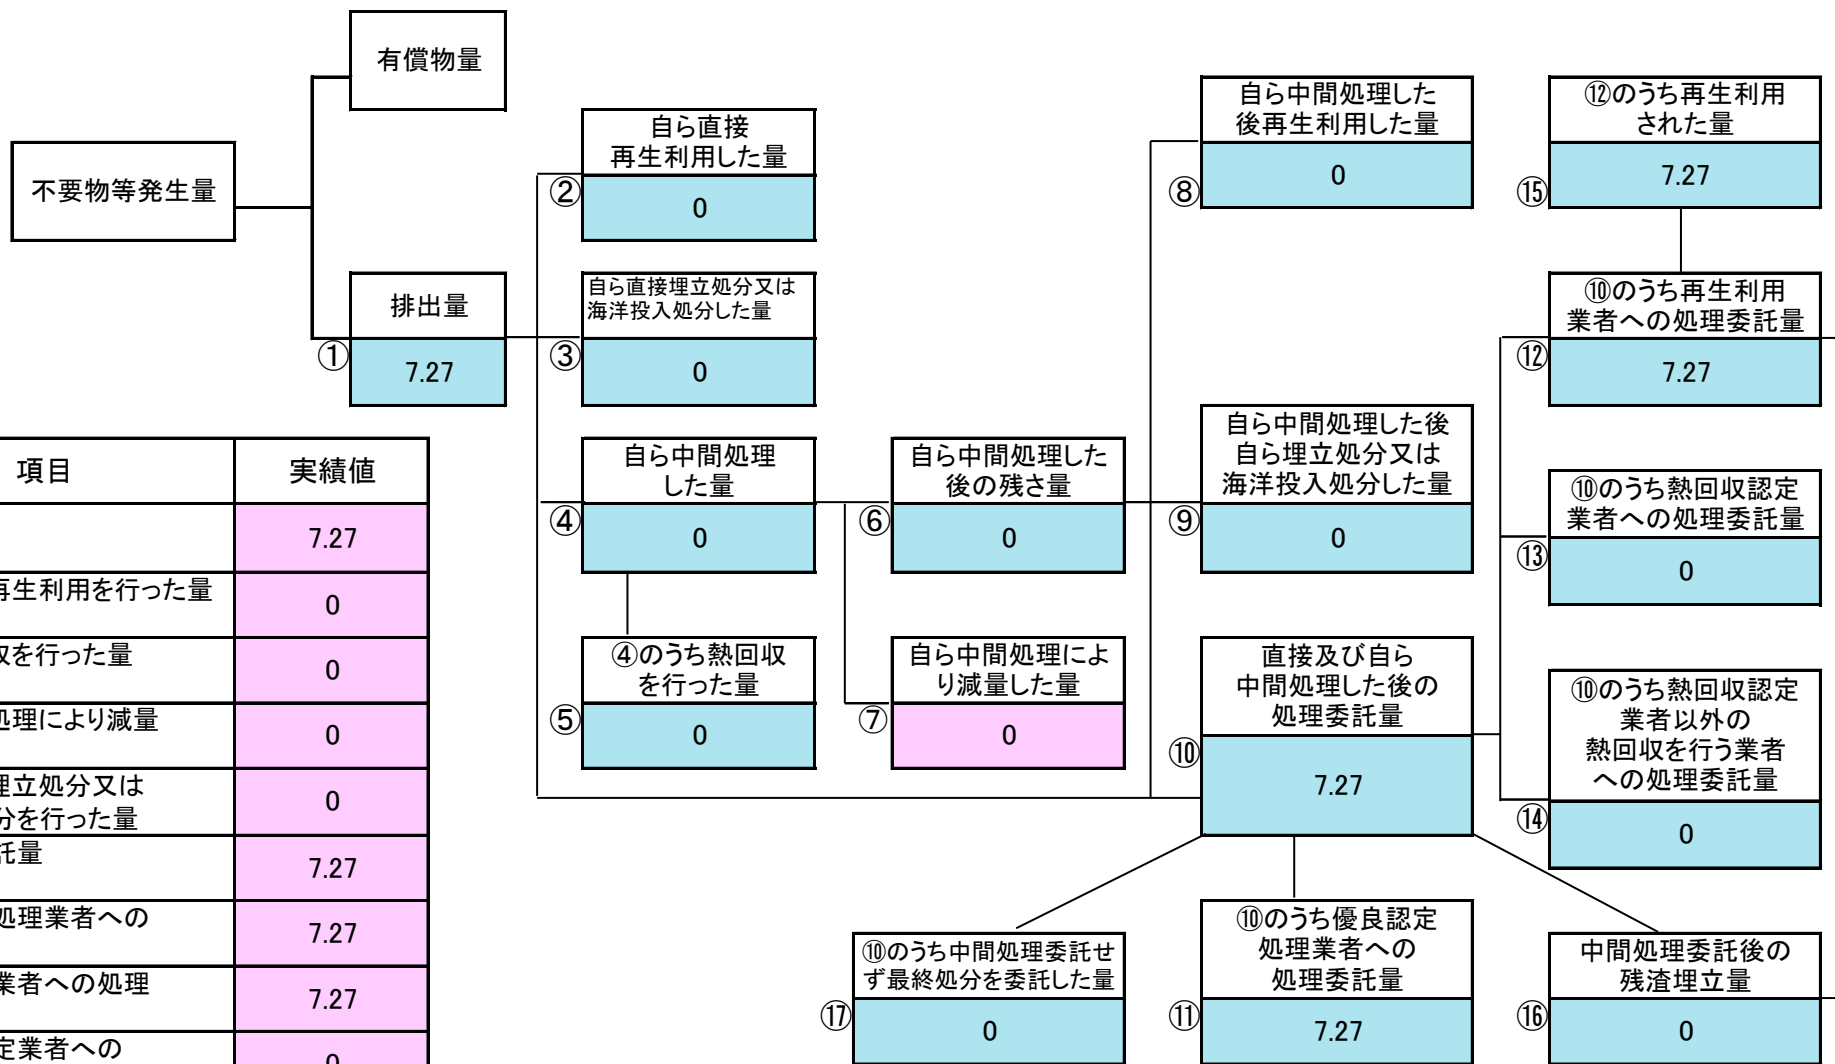 有償物量
不要物等発生量
排出量
①
7.27
自ら直接
再生利用した量
②
0
自ら直接埋立処分又は
海洋投入処分した量
③
0
自ら中間処理
した量
④
0
④のうち熱回収
を行った量
⑤
0
自ら中間処理した
後の残さ量
⑥
0
自ら中間処理によ
り減量した量
⑦
0
自ら中間処理した
後再生利用した量
⑧
0
自ら中間処理した後
自ら埋立処分又は
海洋投入処分した量
⑨
0
直接及び自ら
中間処理した後の
処理委託量
⑩
7.27
⑩のうち優良認定
処理業者への
処理委託量
⑪
7.27
⑩のうち中間処理委託せ
ず最終処分を委託した量
⑰
0
⑫のうち再生利用
された量
⑮
7.27
⑩のうち再生利用
業者への処理委託量
⑫
7.27
⑩のうち熱回収認定
業者への処理委託量
⑬
0
⑩のうち熱回収認定
業者以外の
熱回収を行う業者
への処理委託量
⑭
0
中間処理委託後の
残渣埋立量
⑯
0
項目
実績値
7.27
再生利用を行った量
0
収を行った量
0
処理により減量
0
埋立処分又は
分を行った量
0
託量
7.27
処理業者への
7.27
業者への処理
7.27
定業者への
0